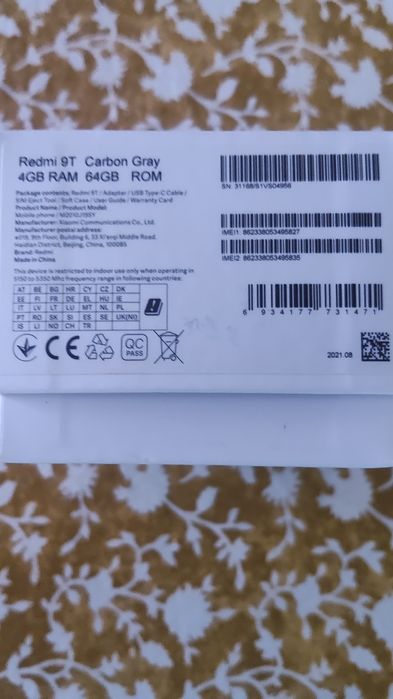 Redmi 9T Carbon Gray
4GB RAM 64GB ROM
Package contents: Redmi 9T / Adapter / USB Type-C Cable /
SIM Eject Tool / Soft Case / User Guide / Warranty Card
Product Name / Product Model:
Mobile phone / M2010J19SY
Manufacturer: Xiaomi Communications Co., Ltd.
Manufacturer postal address:
#019, 9th Floor, Building 6, 33 Xi'erqi Middle Road,
Haidian District, Beijing, China, 100085
Brand: Redmi
Made in China
This device is restricted to indoor use only when operating in
5150 to 5350 Mhz frequency range in following countries:
AT BE BG HR CY CZ DK
EE FI FR DE EL HU IE
IT LV LT LU MT NL PL
PT RO SK SI ES SE UK(NI)
IS LI NO CH TR
CE
QC
PASS
SN: 31168/S1VS04956
IMEI1: 862338053495827
IMEI2: 862338053495835
6 934177 731471
2021.08